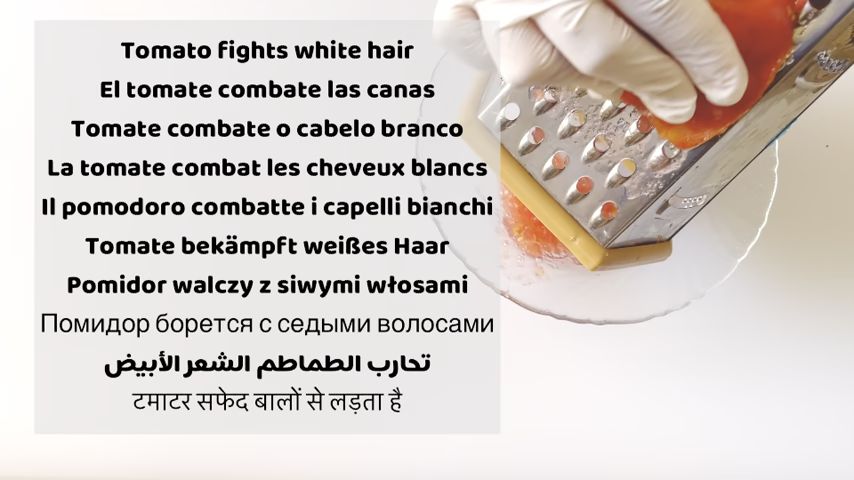 Tomato fights white hair
El tomate combate las canas
Tomate combate o cabelo branco
La tomate combat les cheveux blancs
Il pomodoro combatte i capelli bianchi
Tomate bekämpft weißes Haar
Pomidor walczy z siwymi włosami
Помидор борется с седыми волосами
تحارب الطماطم الشعر الأبيض
टमाटर सफेद बालों से लड़ता है